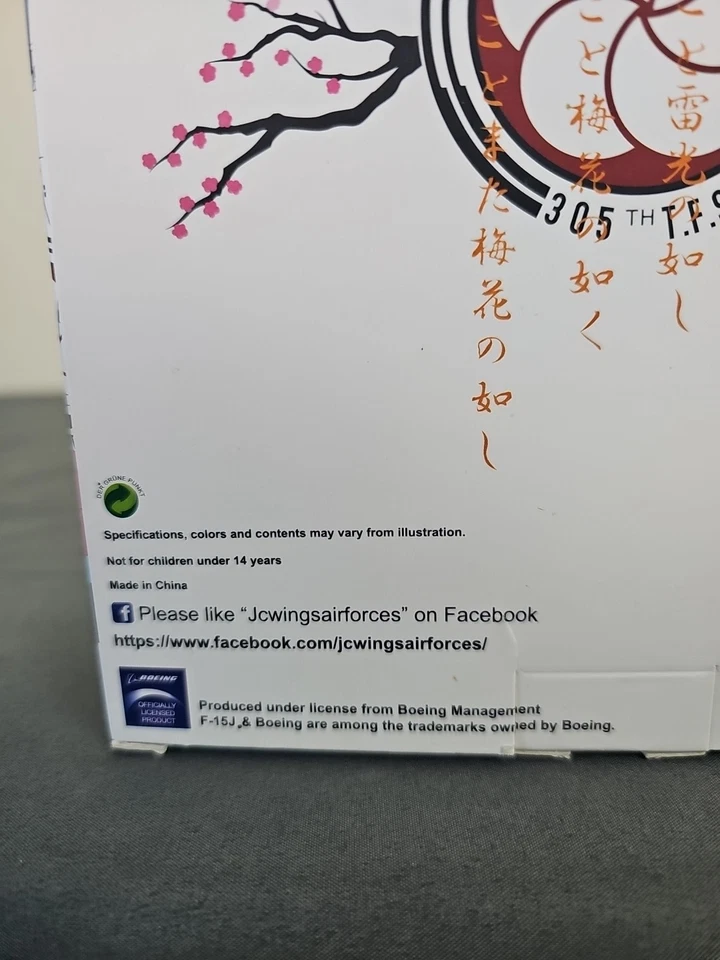 と雷光の如し
こと梅花の如く
ことまた梅花の如し
305 TH T.F.S
DER GRÜNE PUNKT
Specifications, colors and contents may vary from illustration.
Not for children under 14 years
Made in China
f Please like “Jcwingsairforces” on Facebook
https://www.facebook.com/jcwingsairforces/
BOEING
OFFICIALLY
LICENSED
PRODUCT
Produced under license from Boeing Management
F-15J & Boeing are among the trademarks owned by Boeing.